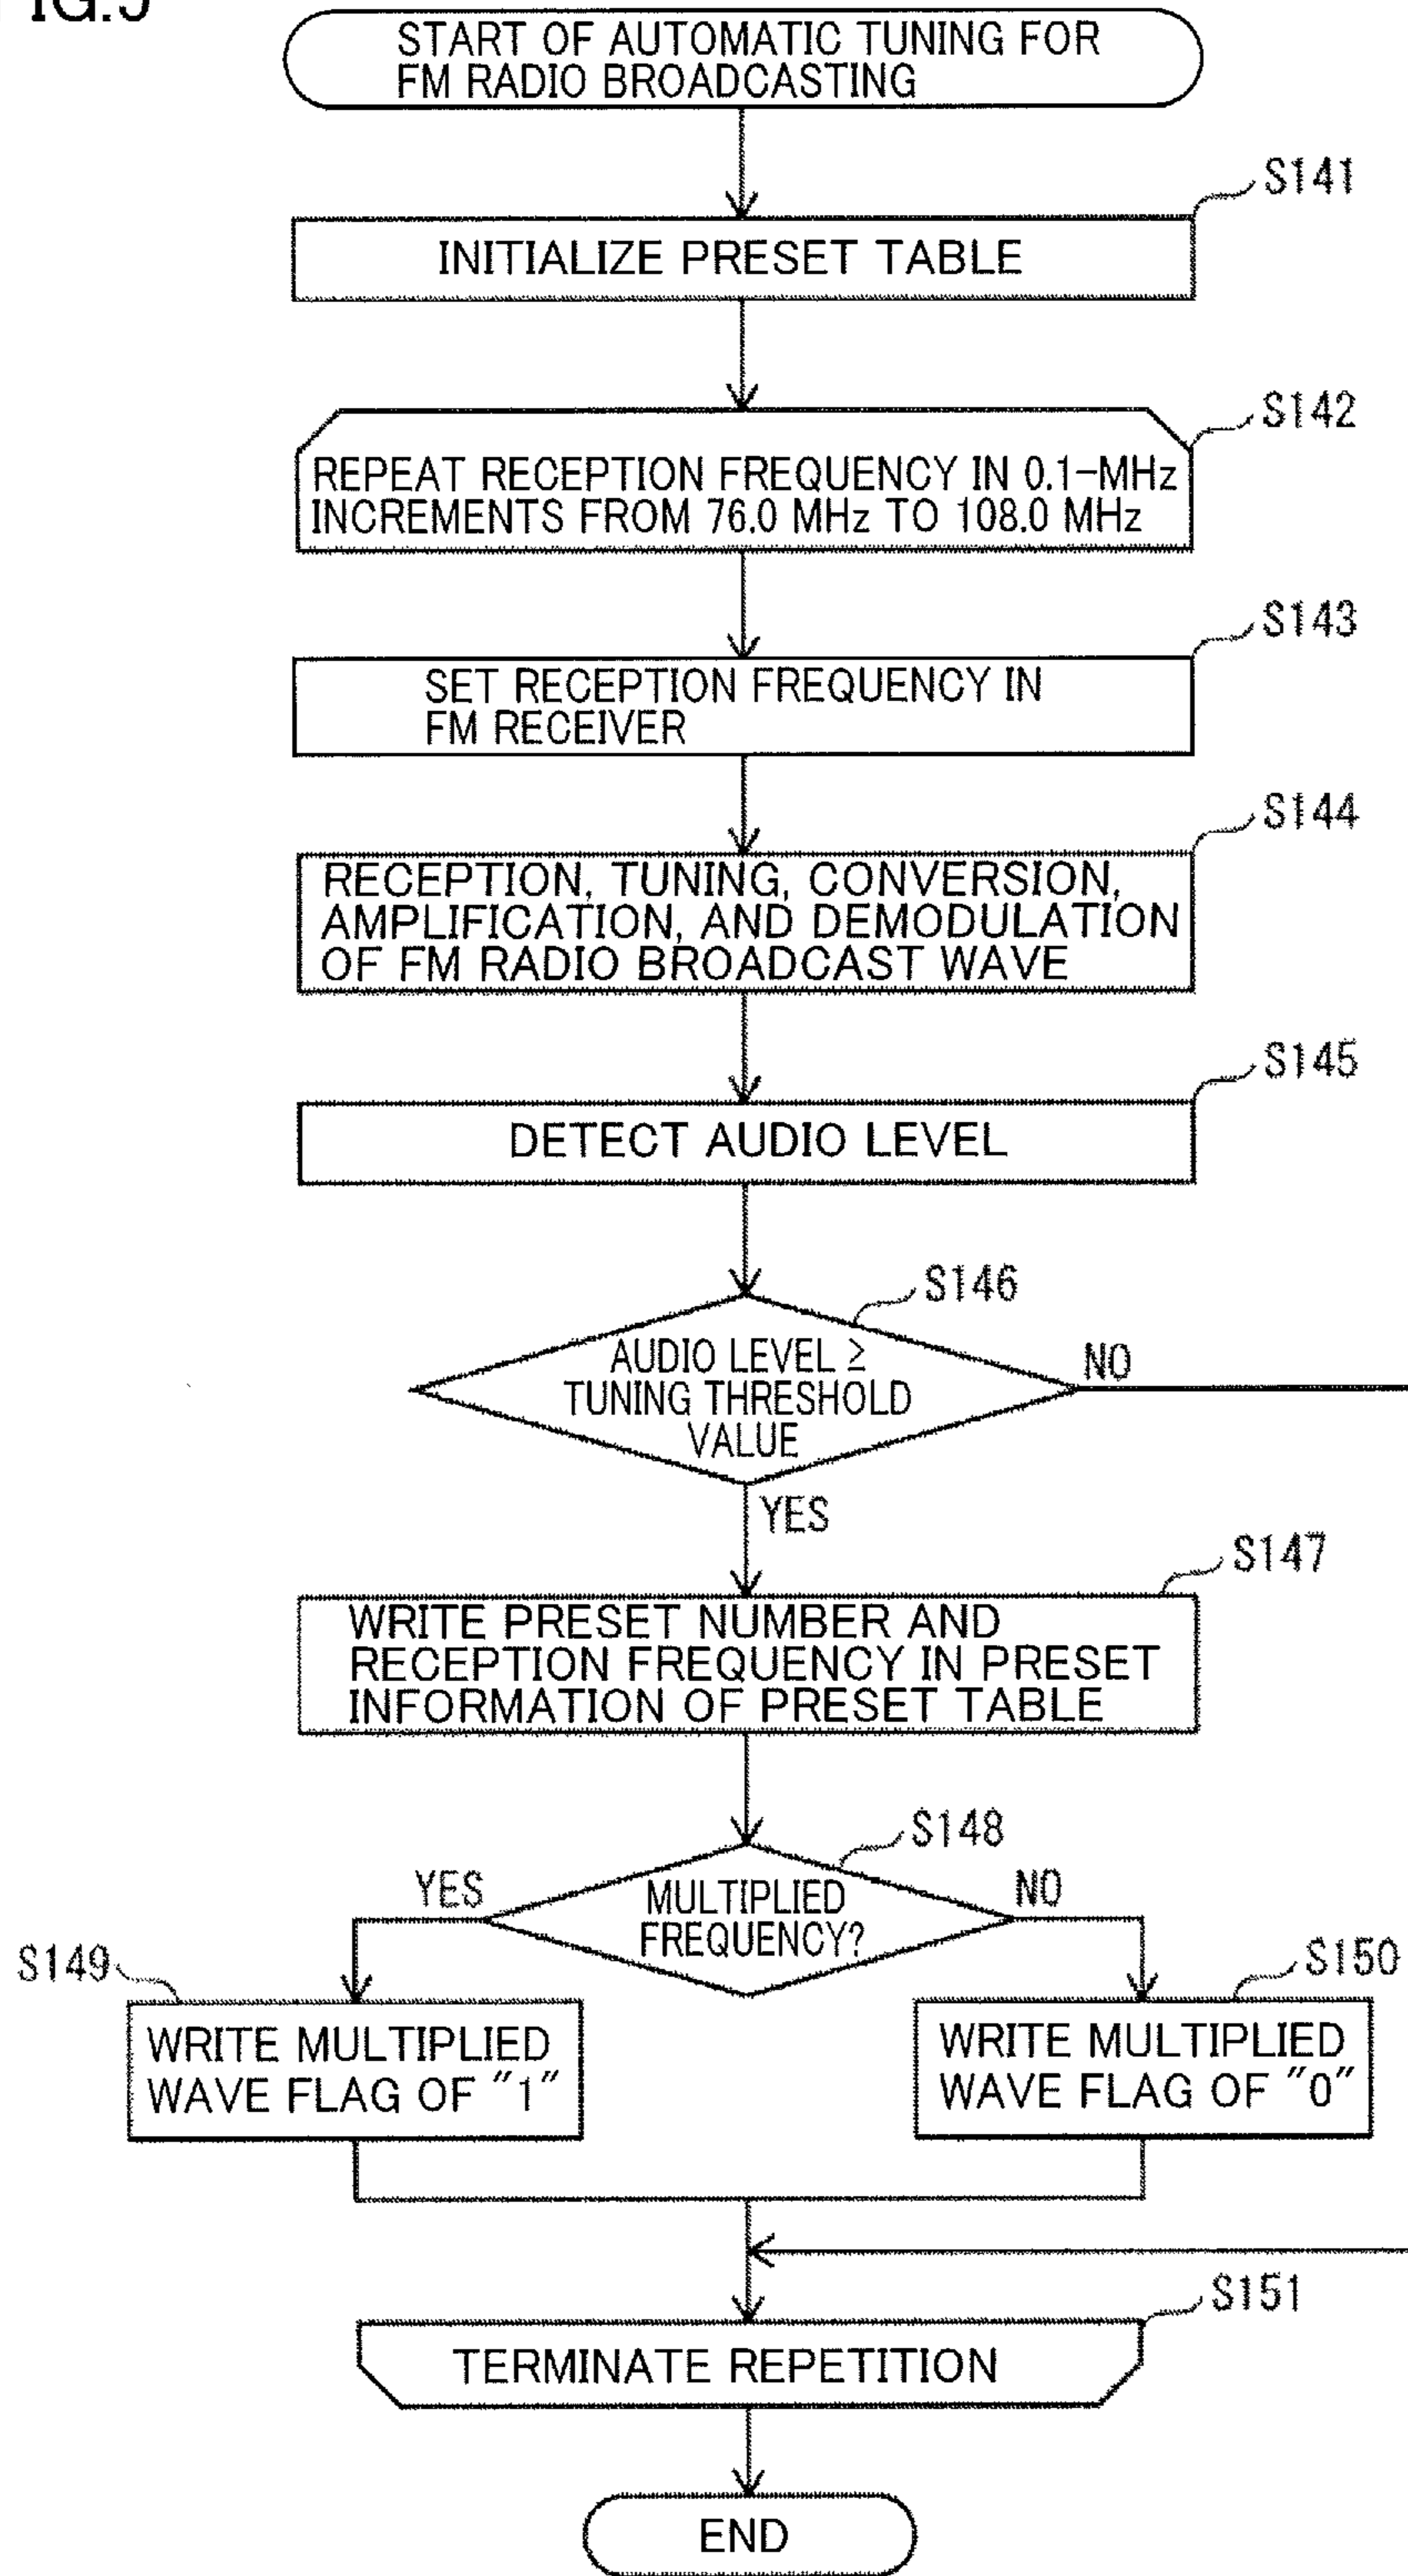 FIG.5
START OF AUTOMATIC TUNING FOR
FM RADIO BROADCASTING
S141
INITIALIZE PRESET TABLE
S142
REPEAT RECEPTION FREQUENCY IN 0.1-MHz
INCREMENTS FROM 76.0 MHz TO 108.0 MHz
S143
SET RECEPTION FREQUENCY IN
FM RECEIVER
S144
RECEPTION, TUNING, CONVERSION,
AMPLIFICATION, AND DEMODULATION
OF FM RADIO BROADCAST WAVE
S145
DETECT AUDIO LEVEL
S146
AUDIO LEVEL ≧
TUNING THRESHOLD
VALUE
NO
YES
S147
WRITE PRESET NUMBER AND
RECEPTION FREQUENCY IN PRESET
INFORMATION OF PRESET TABLE
S148
MULTIPLIED
FREQUENCY?
YES
NO
S149
WRITE MULTIPLIED
WAVE FLAG OF "1"
S150
WRITE MULTIPLIED
WAVE FLAG OF "0"
S151
TERMINATE REPETITION
END